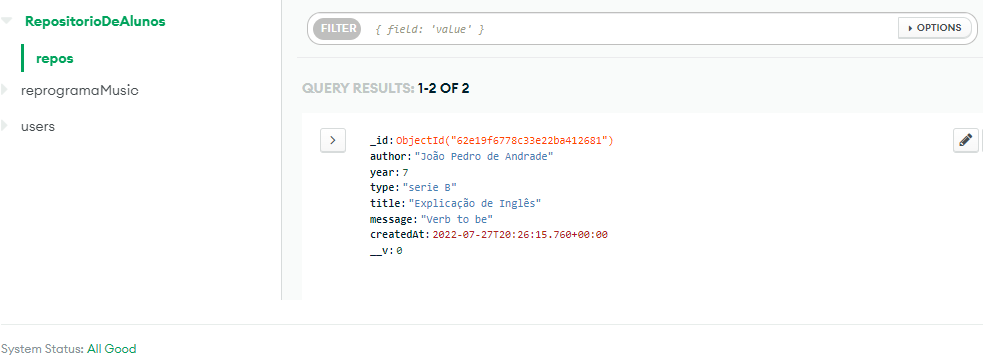 RepositorioDeAlunos
repos
reprogramaMusic
users
FILTER { field: 'value' } OPTIONS
QUERY RESULTS: 1-2 OF 2
_id: ObjectId("62e19f6778c33e22ba412681")
author: "João Pedro de Andrade"
year: 7
type: "serie B"
title: "Explicação de Inglês"
message: "Verb to be"
createdAt: 2022-07-27T20:26:15.760+00:00
__v: 0
System Status: All Good